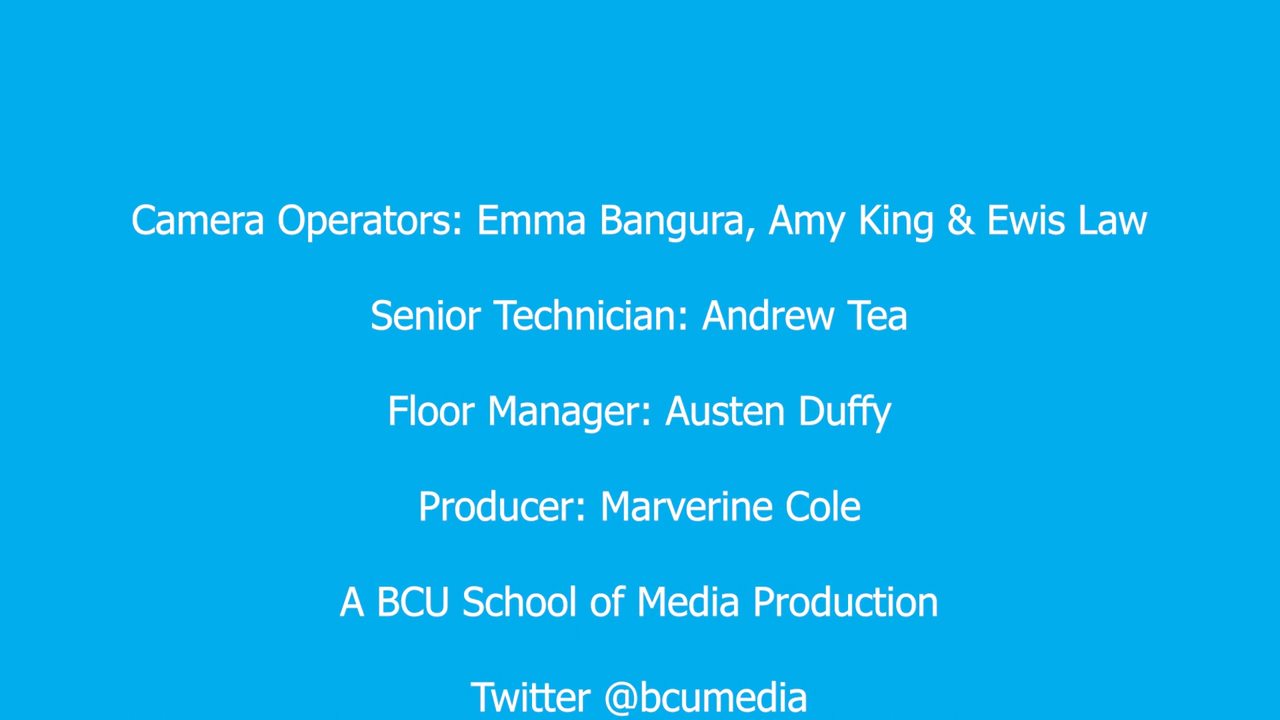 Camera Operators: Emma Bangura, Amy King & Ewis Law
Senior Technician: Andrew Tea
Floor Manager: Austen Duffy
Producer: Marverine Cole
A BCU School of Media Production
Twitter @bcumedia